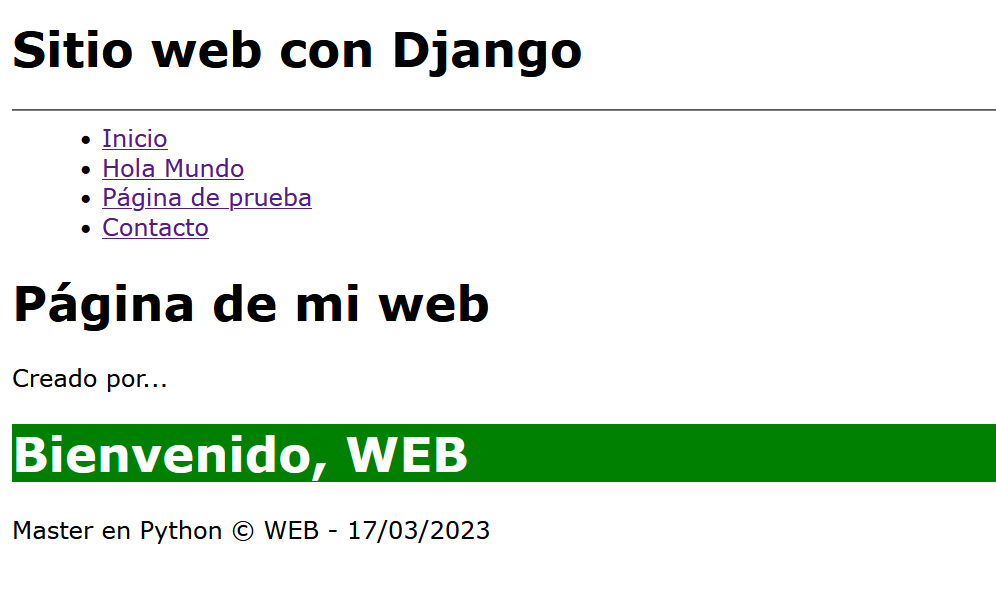 Sitio web con Django
Inicio
Hola Mundo
Página de prueba
Contacto
Página de mi web
Creado por...
Bienvenido, WEB
Master en Python © WEB - 17/03/2023